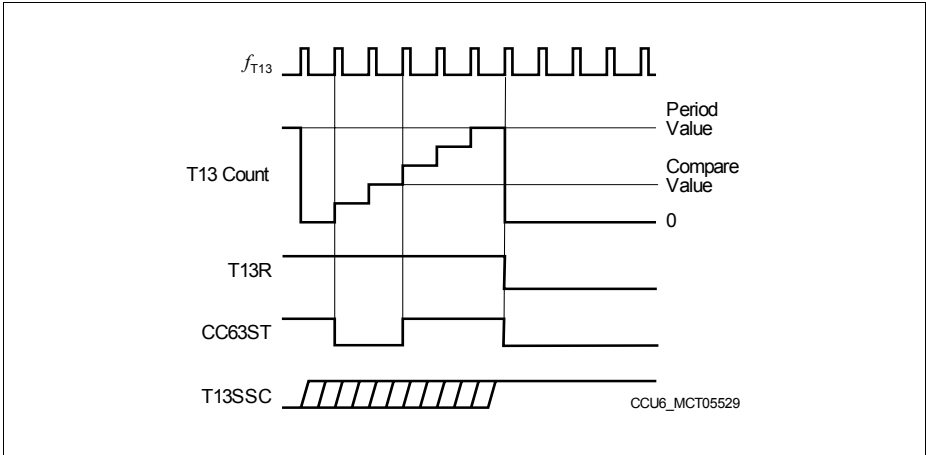 fT13
Period
Value
T13 Count
Compare
Value
0
T13R
CC63ST
T13SSC
CCU6_MCT05529